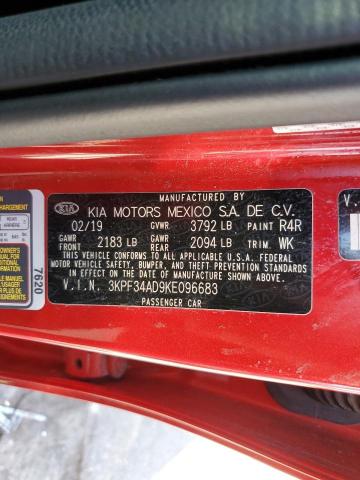 MANUFACTURED BY
KIA KIA MOTORS MEXICO S.A. DE C.V.
02/19 GVWR 3792 LB PAINT R4R
GAWR FRONT 2183 LB GAWR REAR 2094 LB TRIM WK
THIS VEHICLE CONFORMS TO ALL APPLICABLE U.S.A. FEDERAL
MOTOR VEHICLE SAFETY, BUMPER, AND THEFT PREVENTION STANDARDS
IN EFFECT ON THE DATE OF MANUFACTURE SHOWN ABOVE.
V.I.N. 3KPF34AD9KE096683
PASSENGER CAR
7620